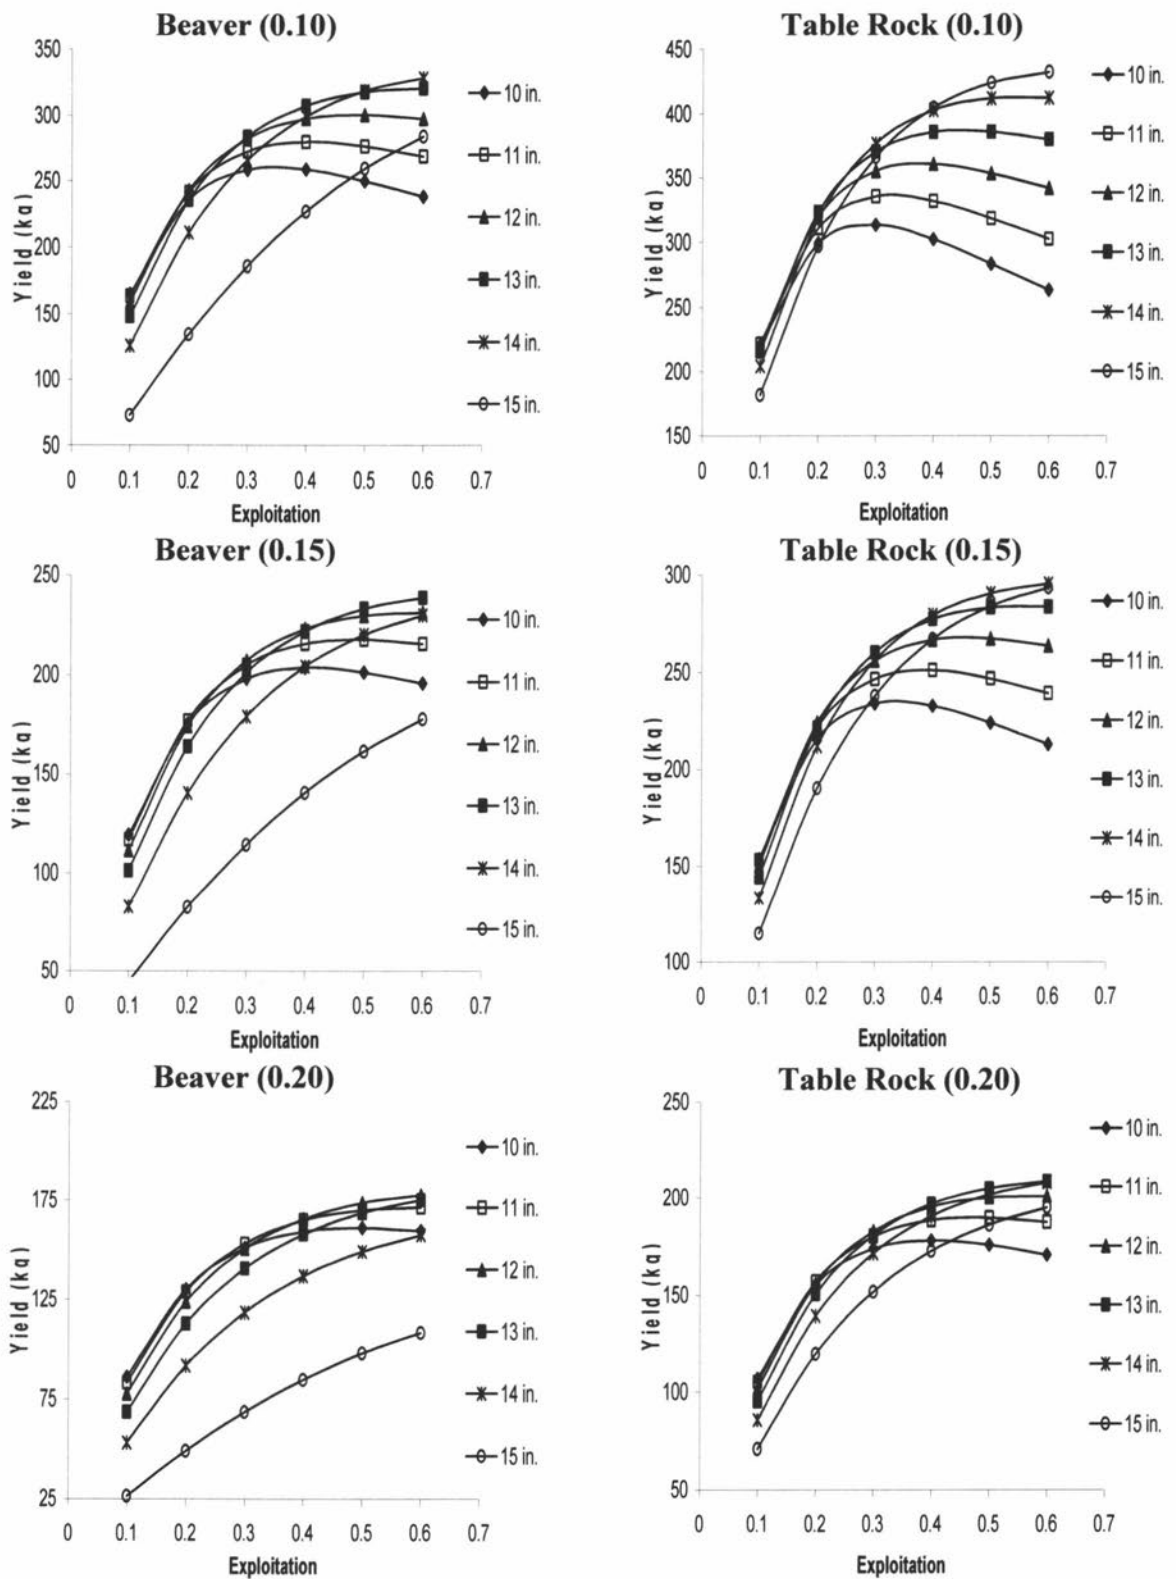 Beaver (0.10)
350
300
250
200
150
100
50
0 0.1 0.2 0.3 0.4 0.5 0.6 0.7
Yield (kg)
Exploitation
10 in.
11 in.
12 in.
13 in.
14 in.
15 in.
Table Rock (0.10)
450
400
350
300
250
200
150
0 0.1 0.2 0.3 0.4 0.5 0.6 0.7
Yield (kg)
Exploitation
10 in.
11 in.
12 in.
13 in.
14 in.
15 in.
Beaver (0.15)
250
200
150
100
50
0 0.1 0.2 0.3 0.4 0.5 0.6 0.7
Yield (kg)
Exploitation
10 in.
11 in.
12 in.
13 in.
14 in.
15 in.
Table Rock (0.15)
300
250
200
150
100
0 0.1 0.2 0.3 0.4 0.5 0.6 0.7
Yield (kg)
Exploitation
10 in.
11 in.
12 in.
13 in.
14 in.
15 in.
Beaver (0.20)
225
175
125
75
25
0 0.1 0.2 0.3 0.4 0.5 0.6 0.7
Yield (kg)
Exploitation
10 in.
11 in.
12 in.
13 in.
14 in.
15 in.
Table Rock (0.20)
250
200
150
100
50
0 0.1 0.2 0.3 0.4 0.5 0.6 0.7
Yield (kg)
Exploitation
10 in.
11 in.
12 in.
13 in.
14 in.
15 in.